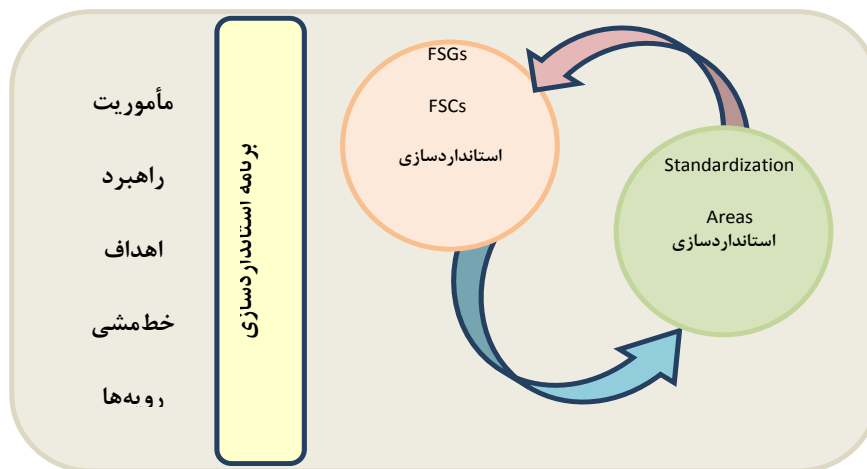 مأموریت
راهبرد
اهداف
خط‌مشی
رویه‌ها
برنامه استانداردسازی
FSGs
FSCs
استانداردسازی
Standardization
Areas
استانداردسازی